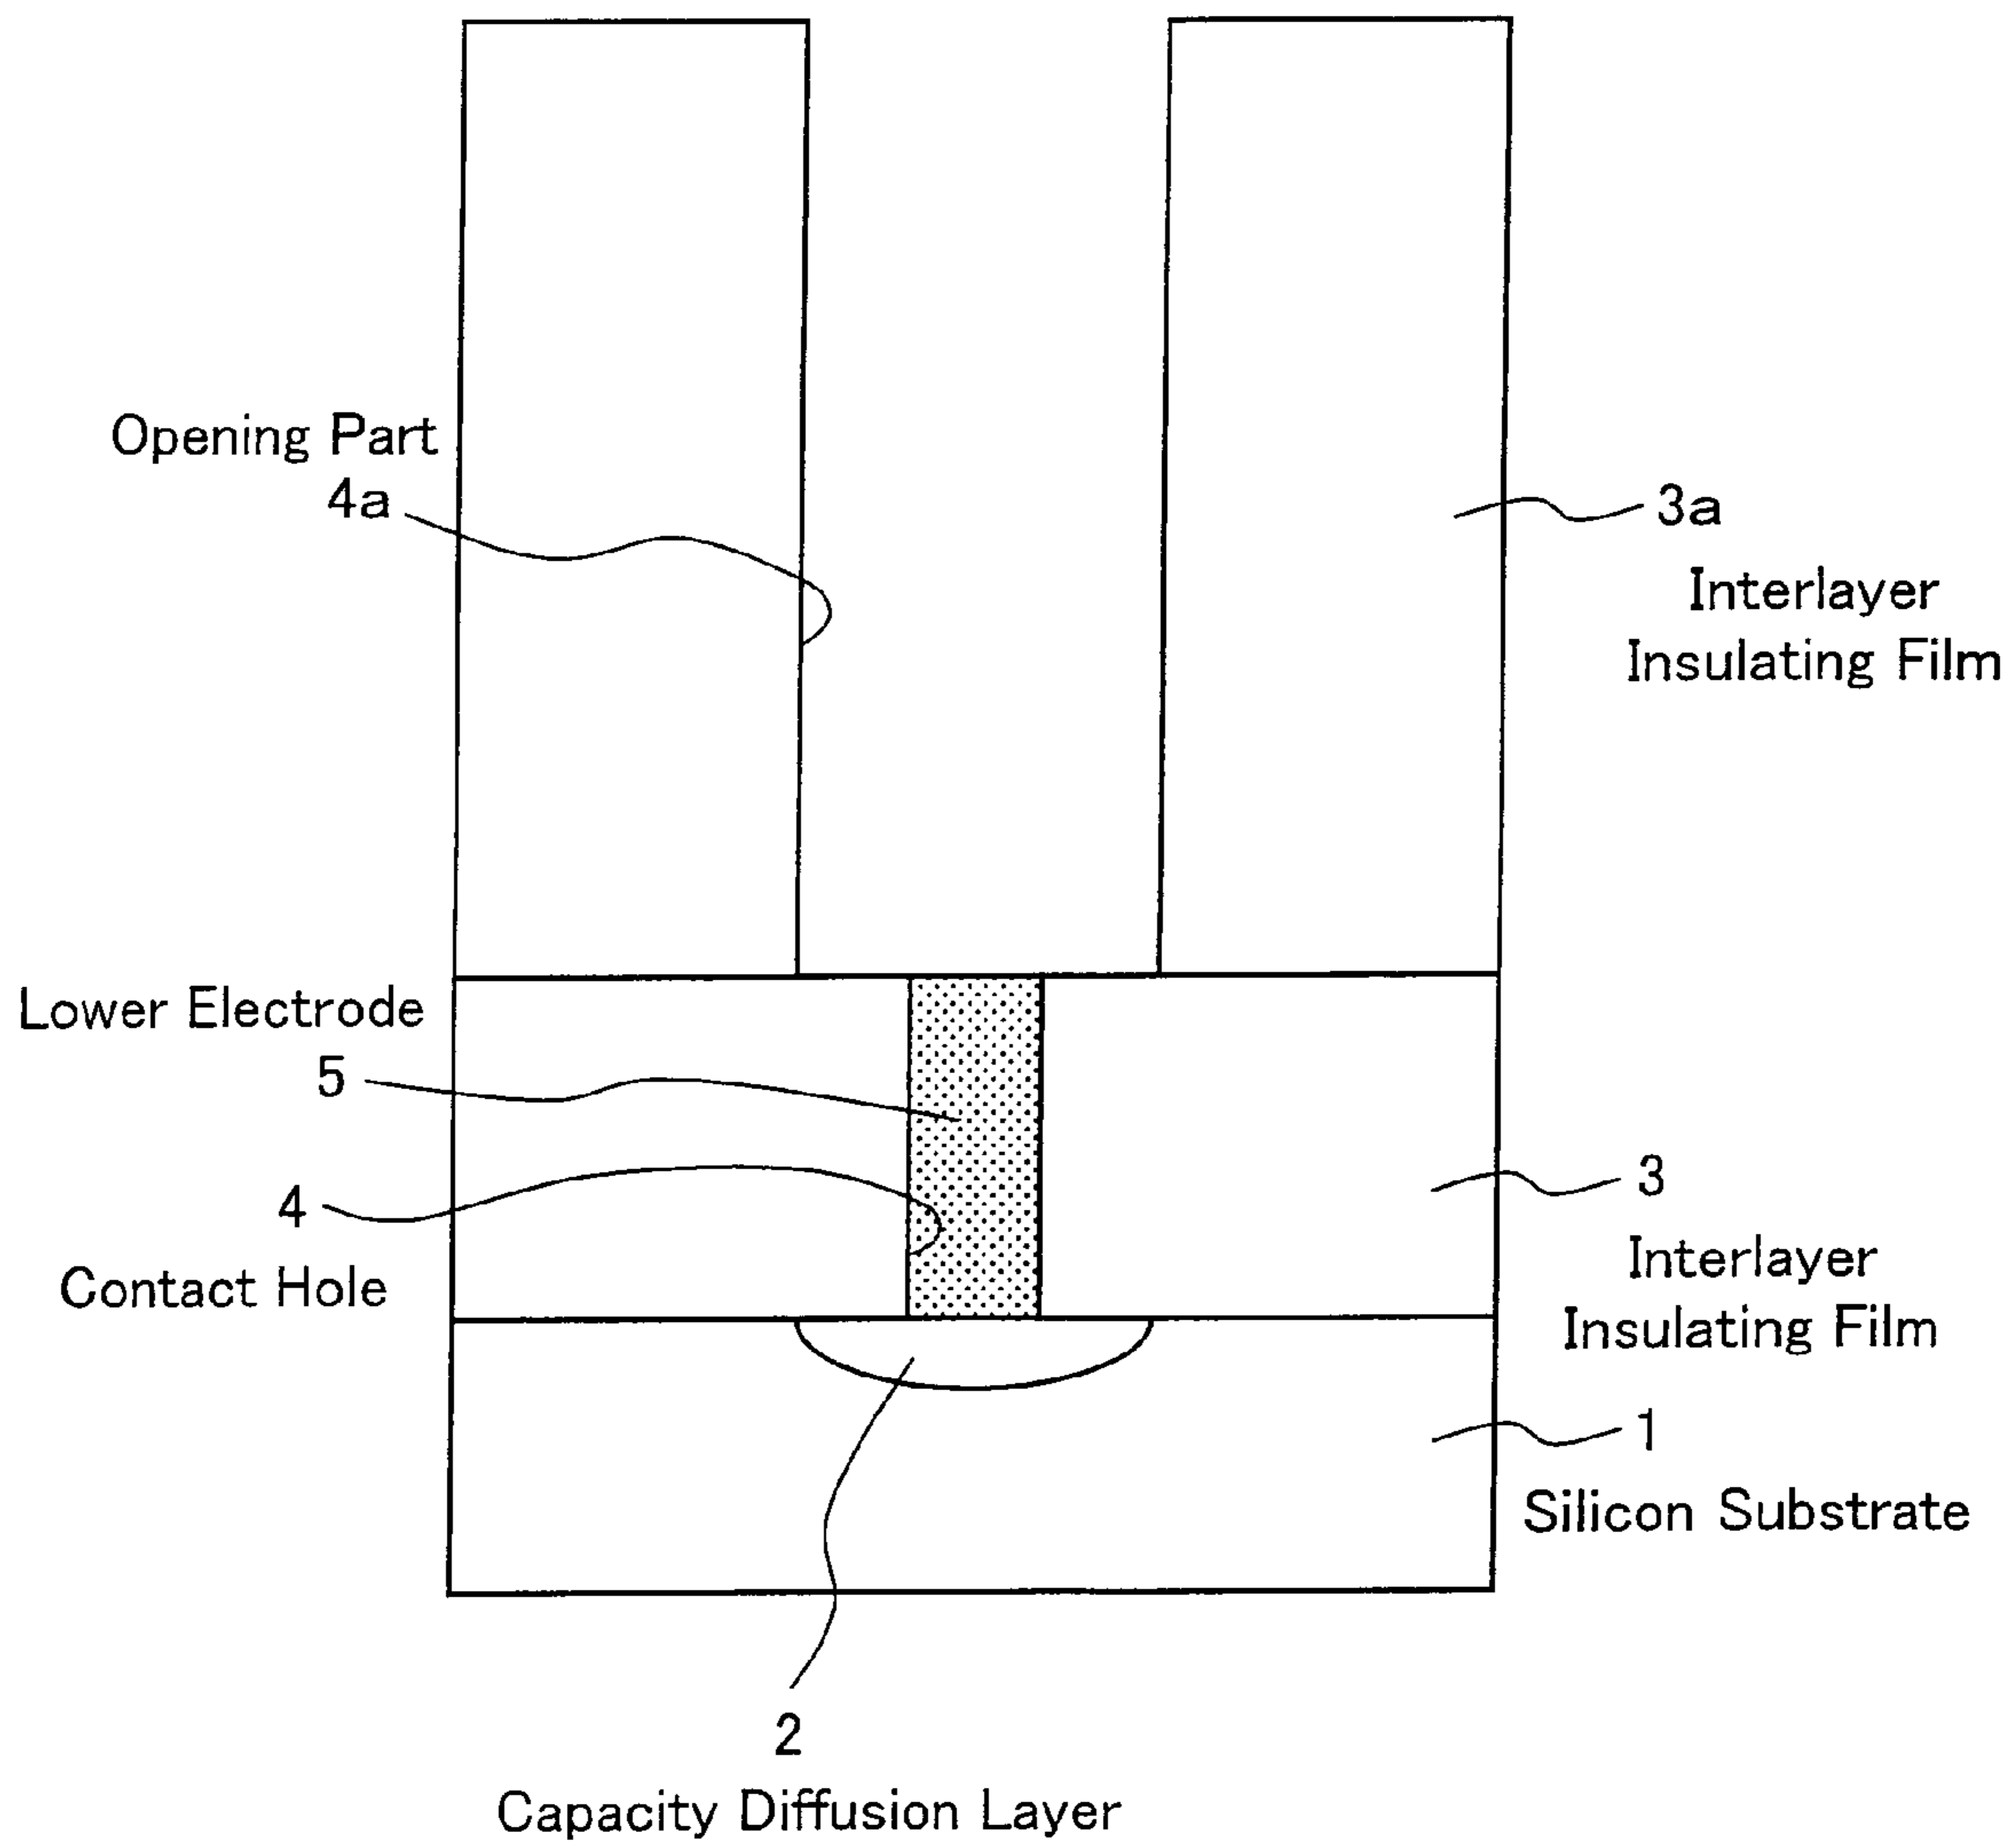 Opening Part
4a
3a
Interlayer
Insulating Film
Lower Electrode
5
4
Contact Hole
3
Interlayer
Insulating Film
1
Silicon Substrate
2
Capacity Diffusion Layer